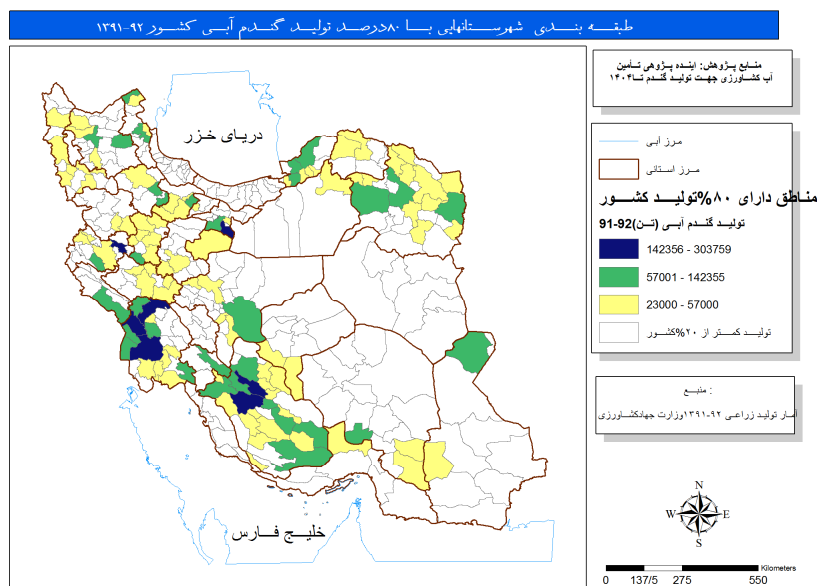 طبقه بندی شهرستانهایی با ۸۰درصد تولید گندم آبی کشور ۹۲-۱۳۹۱
منابع پژوهش: اینده پژوهی تأمین
آب کشاورزی جهت تولید گندم تا۱۴۰۴
مرز آبی
مرز استانی
مناطق دارای ۸۰%تولید کشور
تولید گندم آبی (تن)92-91
142356 - 303759
57001 - 142355
23000 - 57000
تولید کمتر از ۲۰%کشور
منبع :
آمار تولید زراعی ۹۲-۱۳۹۱وزارت جهادکشاورزی
دریای خزر
خلیج فارس
N
W E
S
Kilometers
0 137/5 275 550